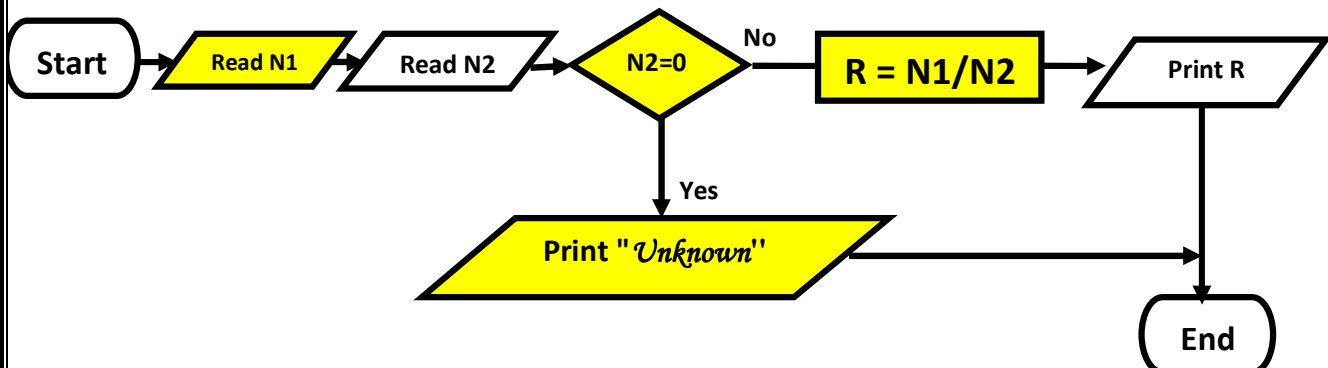 Start
Read N1
Read N2
N2=0
No
R = N1/N2
Print R
Yes
Print "Unknown"
End